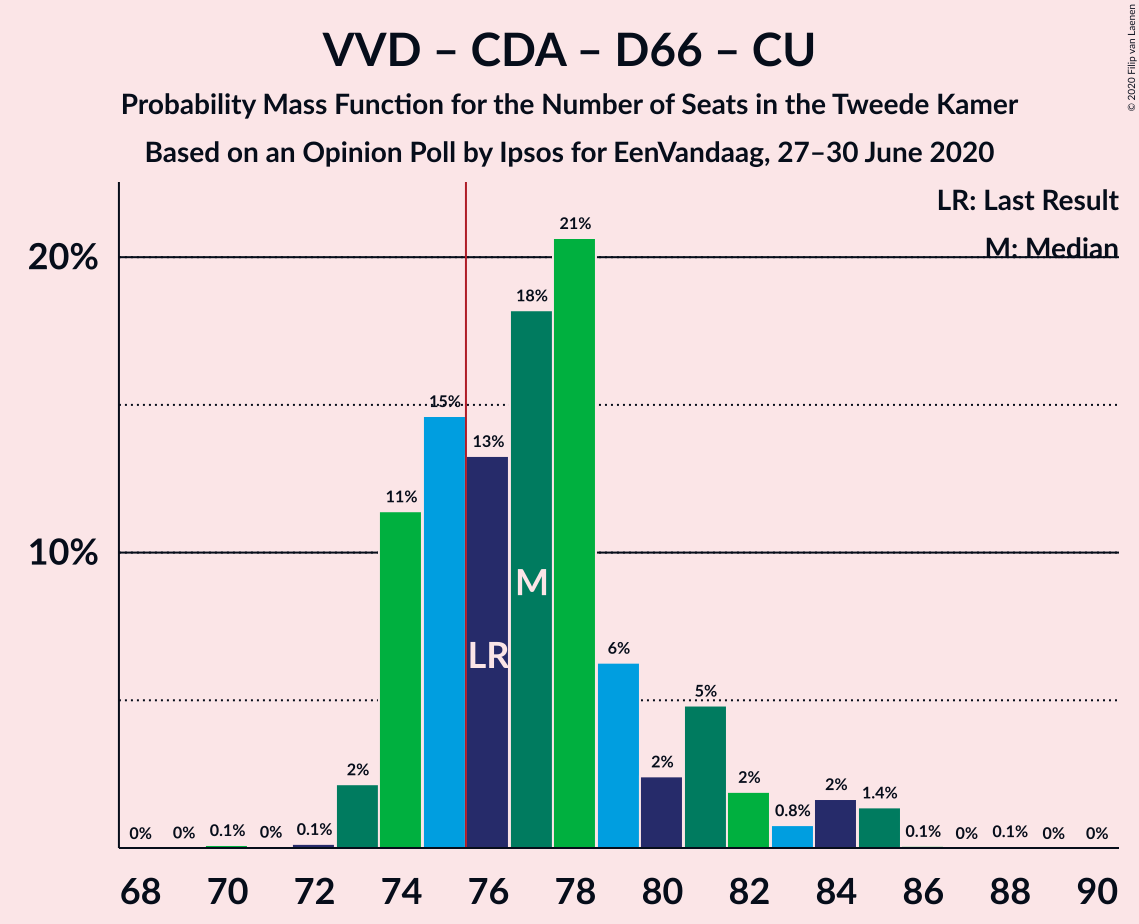 VVD – CDA – D66 – CU
Probability Mass Function for the Number of Seats in the Tweede Kamer
Based on an Opinion Poll by Ipsos for EenVandaag, 27–30 June 2020
© 2020 Filip van Laenen
LR: Last Result
M: Median
20%
10%
0%
0%
0.1%
0%
0.1%
2%
11%
15%
13%
18%
21%
6%
2%
5%
2%
0.8%
2%
1.4%
0.1%
0%
0.1%
0%
0%
LR
M
68 70 72 74 76 78 80 82 84 86 88 90